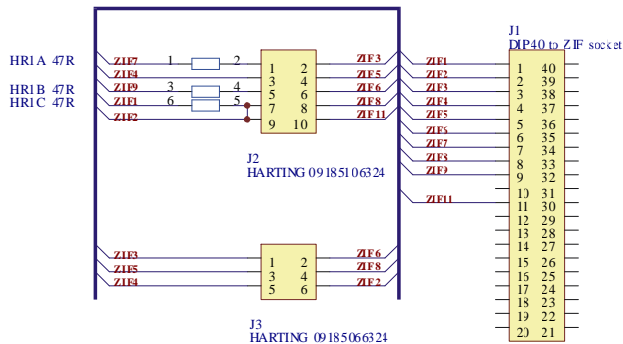 J1
DIP40 to ZIF socket
HR1A 47R ZIF7 1 2 ZIF3 ZIF1
ZIF4 1 2 ZIF2 1 40
HR1B 47R ZIF9 3 4 3 4 ZIF6 ZIF3 2 39
HR1C 47R ZIF1 6 5 5 6 ZIF8 ZIF4 3 38
ZIF2 7 8 ZIF11 ZIF5 4 37
9 10 ZIF6 5 36
ZIF7 6 35
J2 ZIF8 7 34
HARTING 09185106324 ZIF9 8 33
9 32
ZIF11 10 31
11 30
12 29
13 28
ZIF3 ZIF6 14 27
ZIF5 1 2 ZIF8 15 26
ZIF4 3 4 ZIF2 16 25
5 6 17 24
18 23
J3 19 22
HARTING 09185066324 20 21